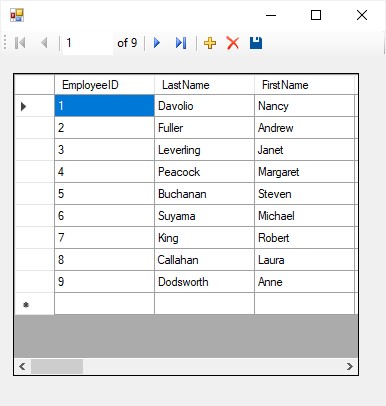 1 of 9
EmployeeID LastName FirstName
1 Davolio Nancy
2 Fuller Andrew
3 Leverling Janet
4 Peacock Margaret
5 Buchanan Steven
6 Suyama Michael
7 King Robert
8 Callahan Laura
9 Dodsworth Anne